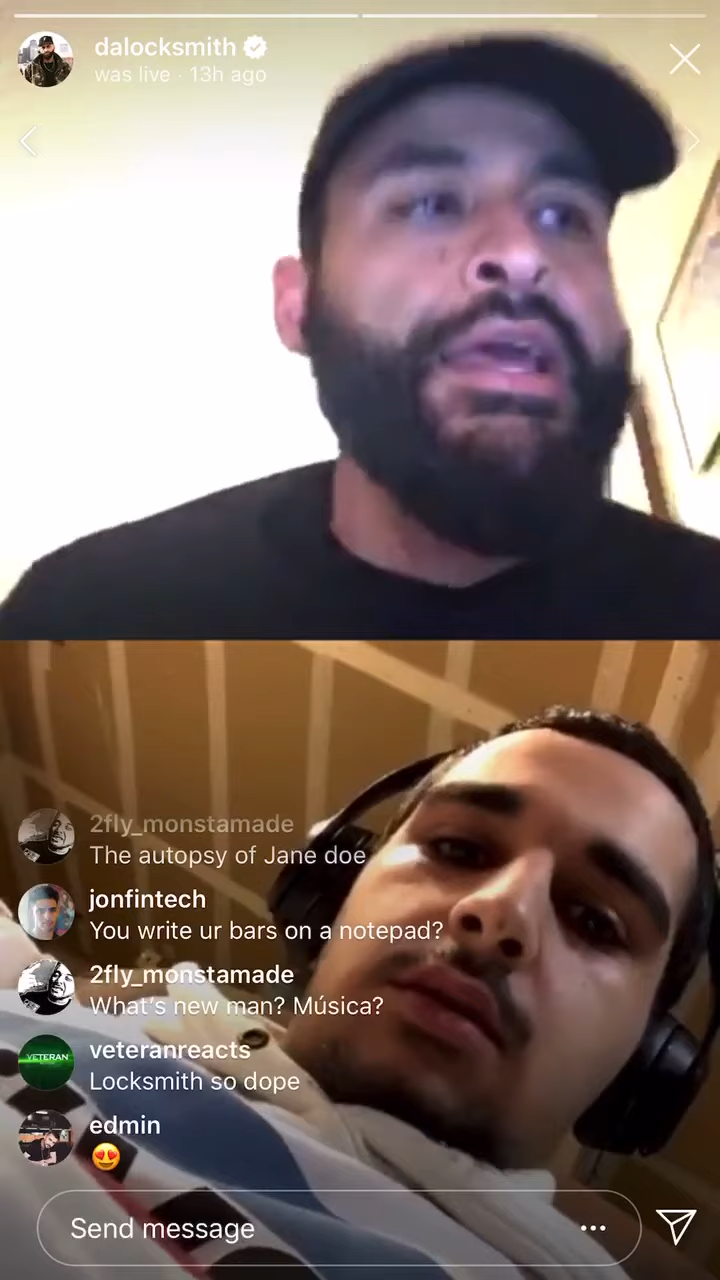 dalocksmith
was live · 13h ago
2fly_monstamade
The autopsy of Jane doe
jonfintech
You write ur bars on a notepad?
2fly_monstamade
What's new man? Música?
VETERAN
veteranreacts
Locksmith so dope
edmin
😍
Send message